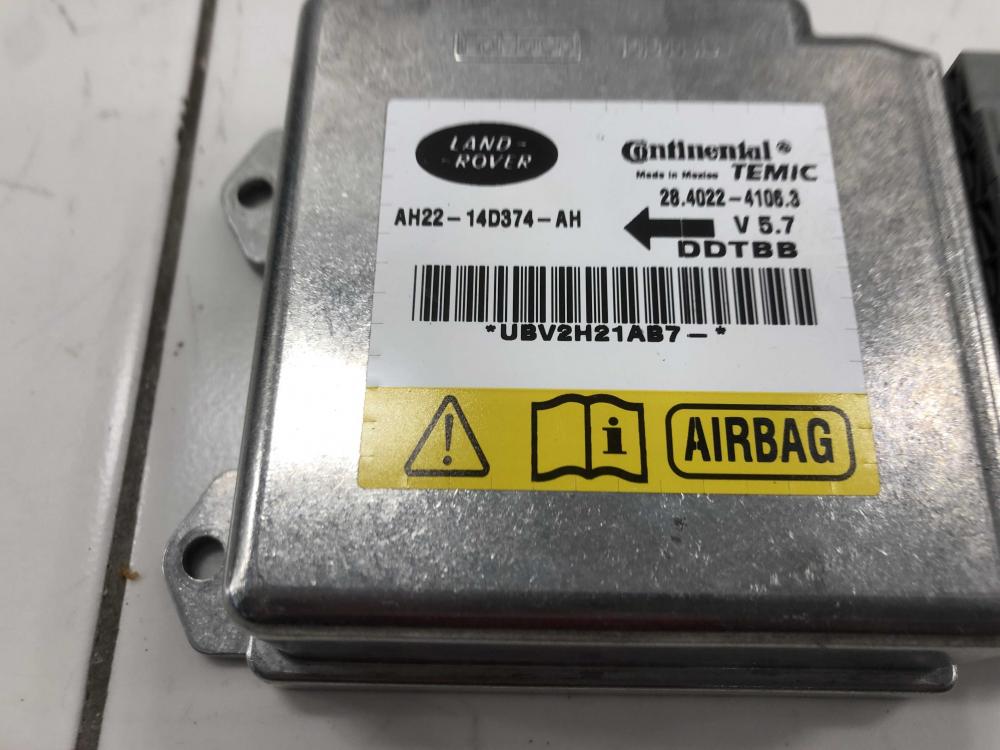 LAND-
-ROVER
Continental
Made in Mexico TEMIC
28.4022-4106.3
AH22-14D374-AH
V 5.7
DDTBB
*UBV2H21AB7-*
i
AIRBAG